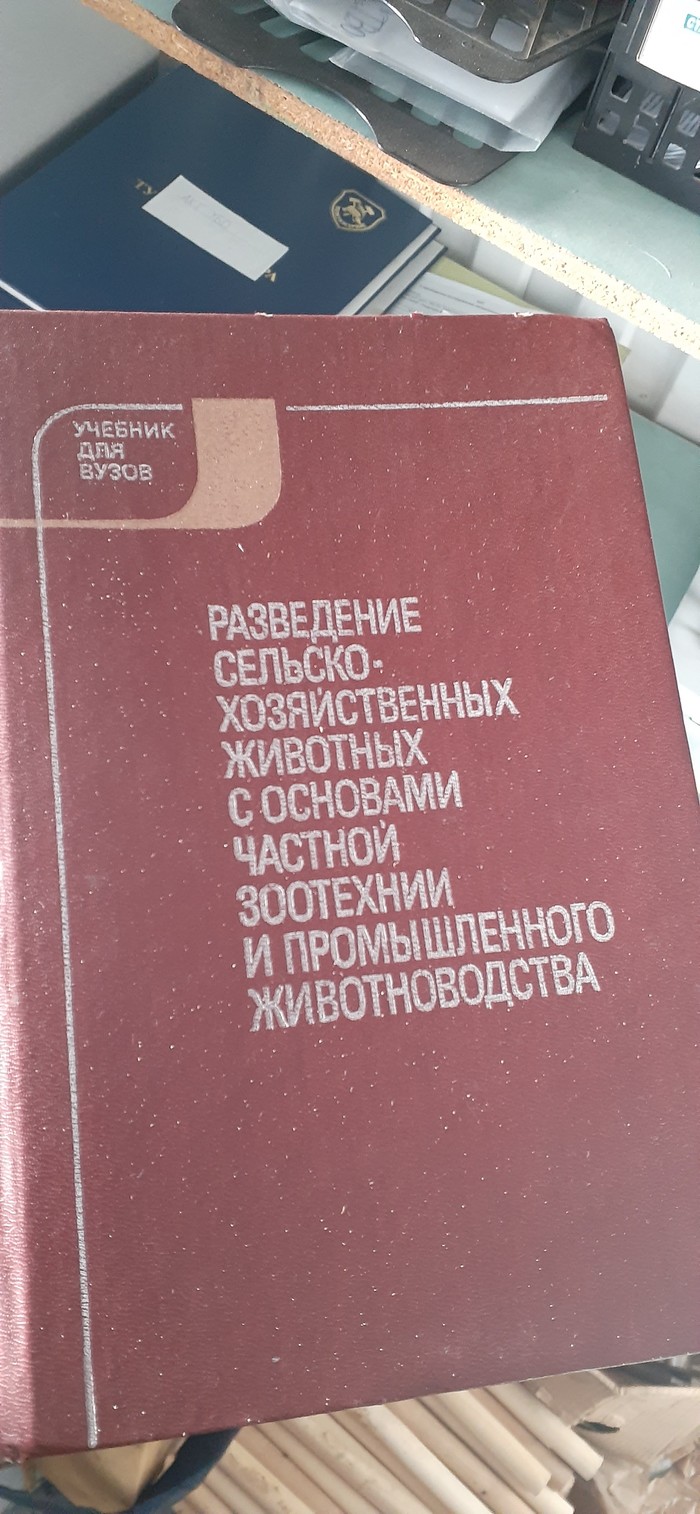 УЧЕБНИК
ДЛЯ
ВУЗОВ
РАЗВЕДЕНИЕ
СЕЛЬСКО-
ХОЗЯЙСТВЕННЫХ
ЖИВОТНЫХ
С ОСНОВАМИ
ЧАСТНОЙ
ЗООТЕХНИИ
И ПРОМЫШЛЕННОГО
ЖИВОТНОВОДСТВА